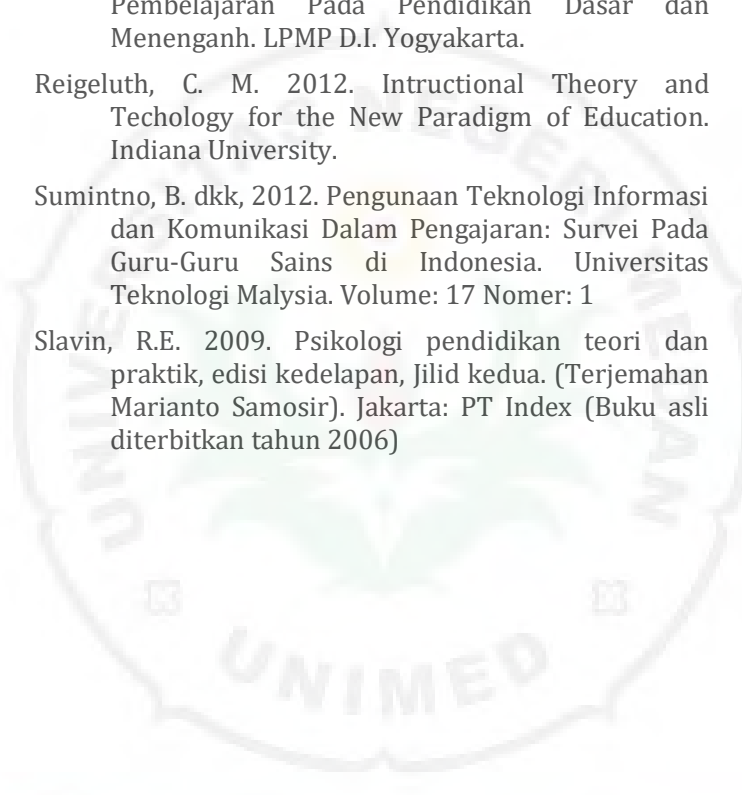 Pembelajaran Pada Pendidikan Dasar dan
Menenganh. LPMP D.I. Yogyakarta.
Reigeluth, C. M. 2012. Intructional Theory and
Techology for the New Paradigm of Education.
Indiana University.
Sumintno, B. dkk, 2012. Pengunaan Teknologi Informasi
dan Komunikasi Dalam Pengajaran: Survei Pada
Guru-Guru Sains di Indonesia. Universitas
Teknologi Malysia. Volume: 17 Nomer: 1
Slavin, R.E. 2009. Psikologi pendidikan teori dan
praktik, edisi kedelapan, Jilid kedua. (Terjemahan
Marianto Samosir). Jakarta: PT Index (Buku asli
diterbitkan tahun 2006)
UNIVERSITAS NEGERI MEDAN
UNIMED